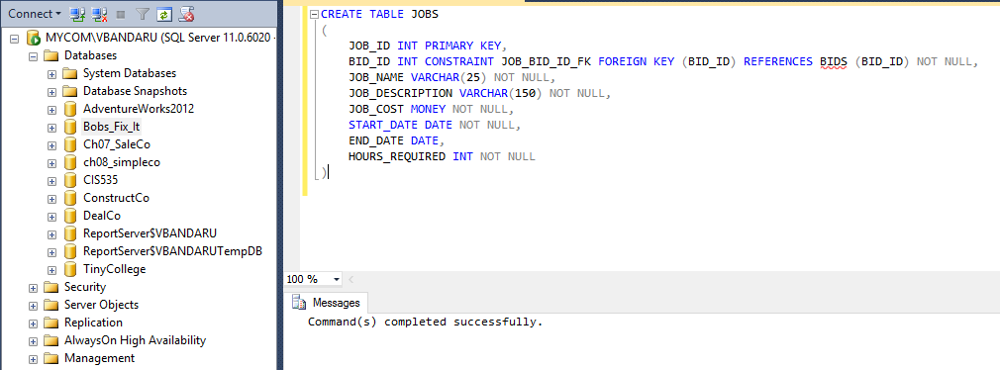 Connect
MYCOM\VBANDARU (SQL Server 11.0.6020 -
Databases
System Databases
Database Snapshots
AdventureWorks2012
Bobs_Fix_It
Ch07_SaleCo
ch08_simpleco
CIS535
ConstructCo
DealCo
ReportServer$VBANDARU
ReportServer$VBANDARUTempDB
TinyCollege
Security
Server Objects
Replication
AlwaysOn High Availability
Management
CREATE TABLE JOBS
(
JOB_ID INT PRIMARY KEY,
BID_ID INT CONSTRAINT JOB_BID_ID_FK FOREIGN KEY (BID_ID) REFERENCES BIDS (BID_ID) NOT NULL,
JOB_NAME VARCHAR(25) NOT NULL,
JOB_DESCRIPTION VARCHAR(150) NOT NULL,
JOB_COST MONEY NOT NULL,
START_DATE DATE NOT NULL,
END_DATE DATE,
HOURS_REQUIRED INT NOT NULL
)
100 %
Messages
Command(s) completed successfully.